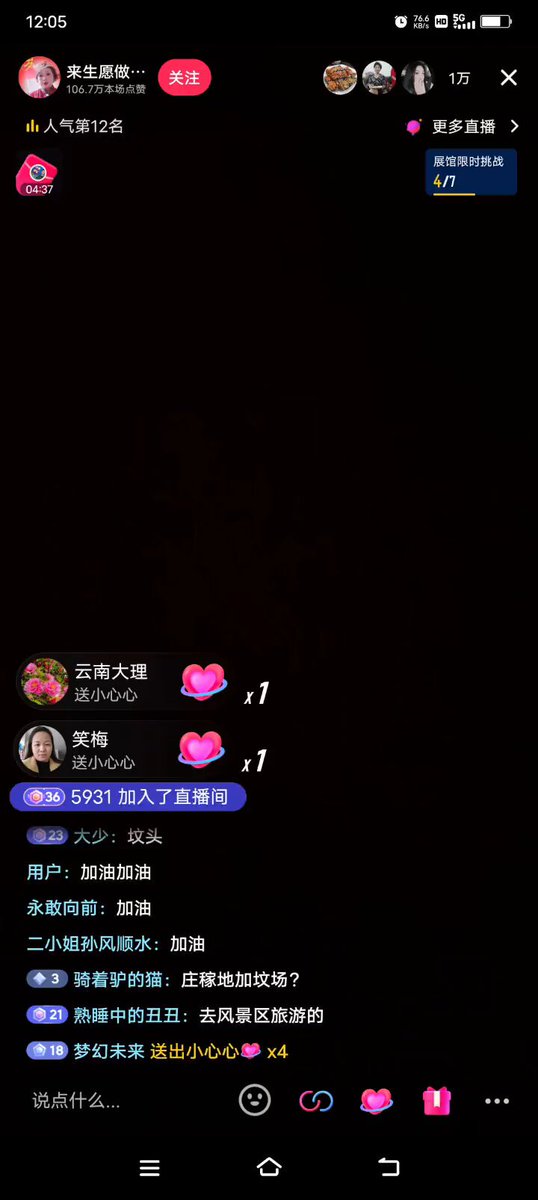 12:05
76.6 KB/s HD 5G
来生愿做… 关注 1万
106.7万本场点赞
人气第12名 更多直播
04:37
展馆限时挑战
4/7
云南大理
送小心心 x1
笑梅
送小心心 x1
36 5931 加入了直播间
23 大少：坟头
用户：加油加油
永敢向前：加油
二小姐孙风顺水：加油
3 骑着驴的猫：庄稼地加坟场？
21 熟睡中的丑丑：去风景区旅游的
18 梦幻未来 送出小心心 x4
说点什么...